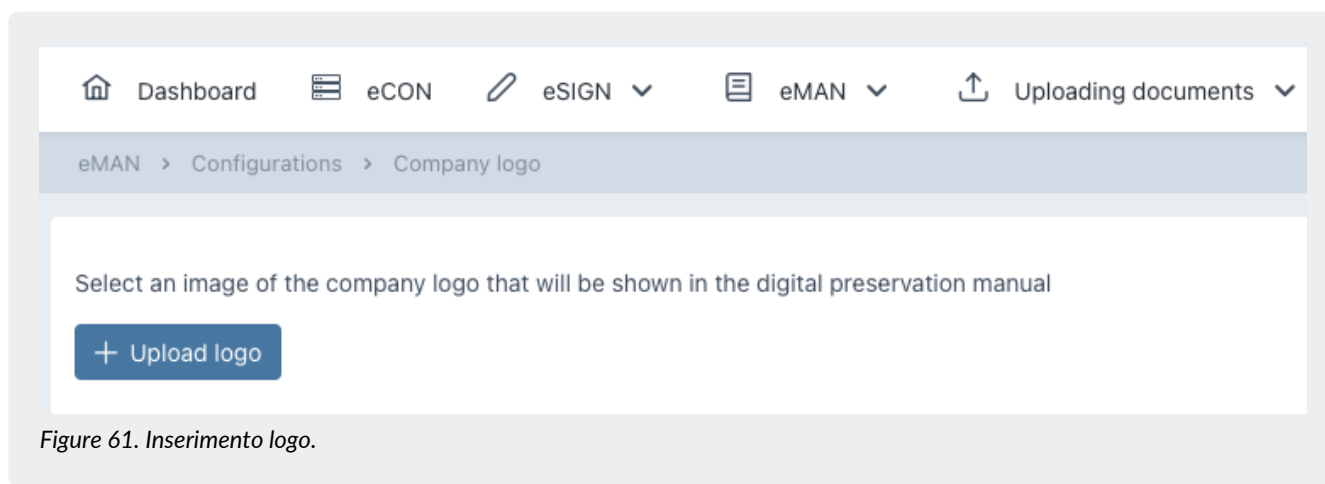 Dashboard eCON eSIGN eMAN Uploading documents
eMAN > Configurations > Company logo
Select an image of the company logo that will be shown in the digital preservation manual
+ Upload logo
Figure 61. Inserimento logo.